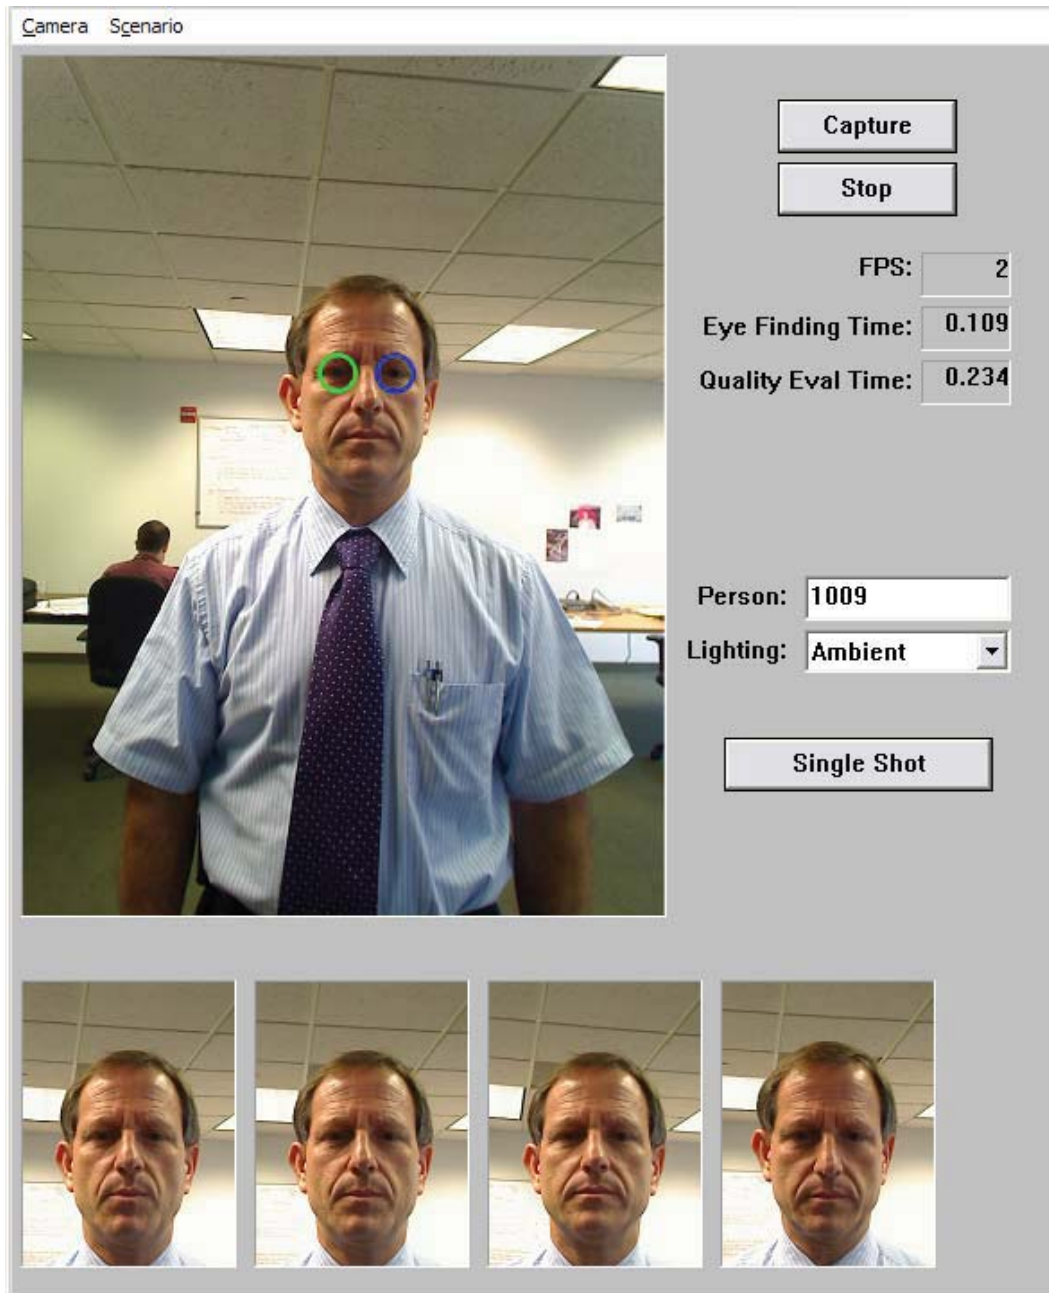 Camera Scenario
Capture
Stop
FPS: 2
Eye Finding Time: 0.109
Quality Eval Time: 0.234
Person: 1009
Lighting: Ambient
Single Shot